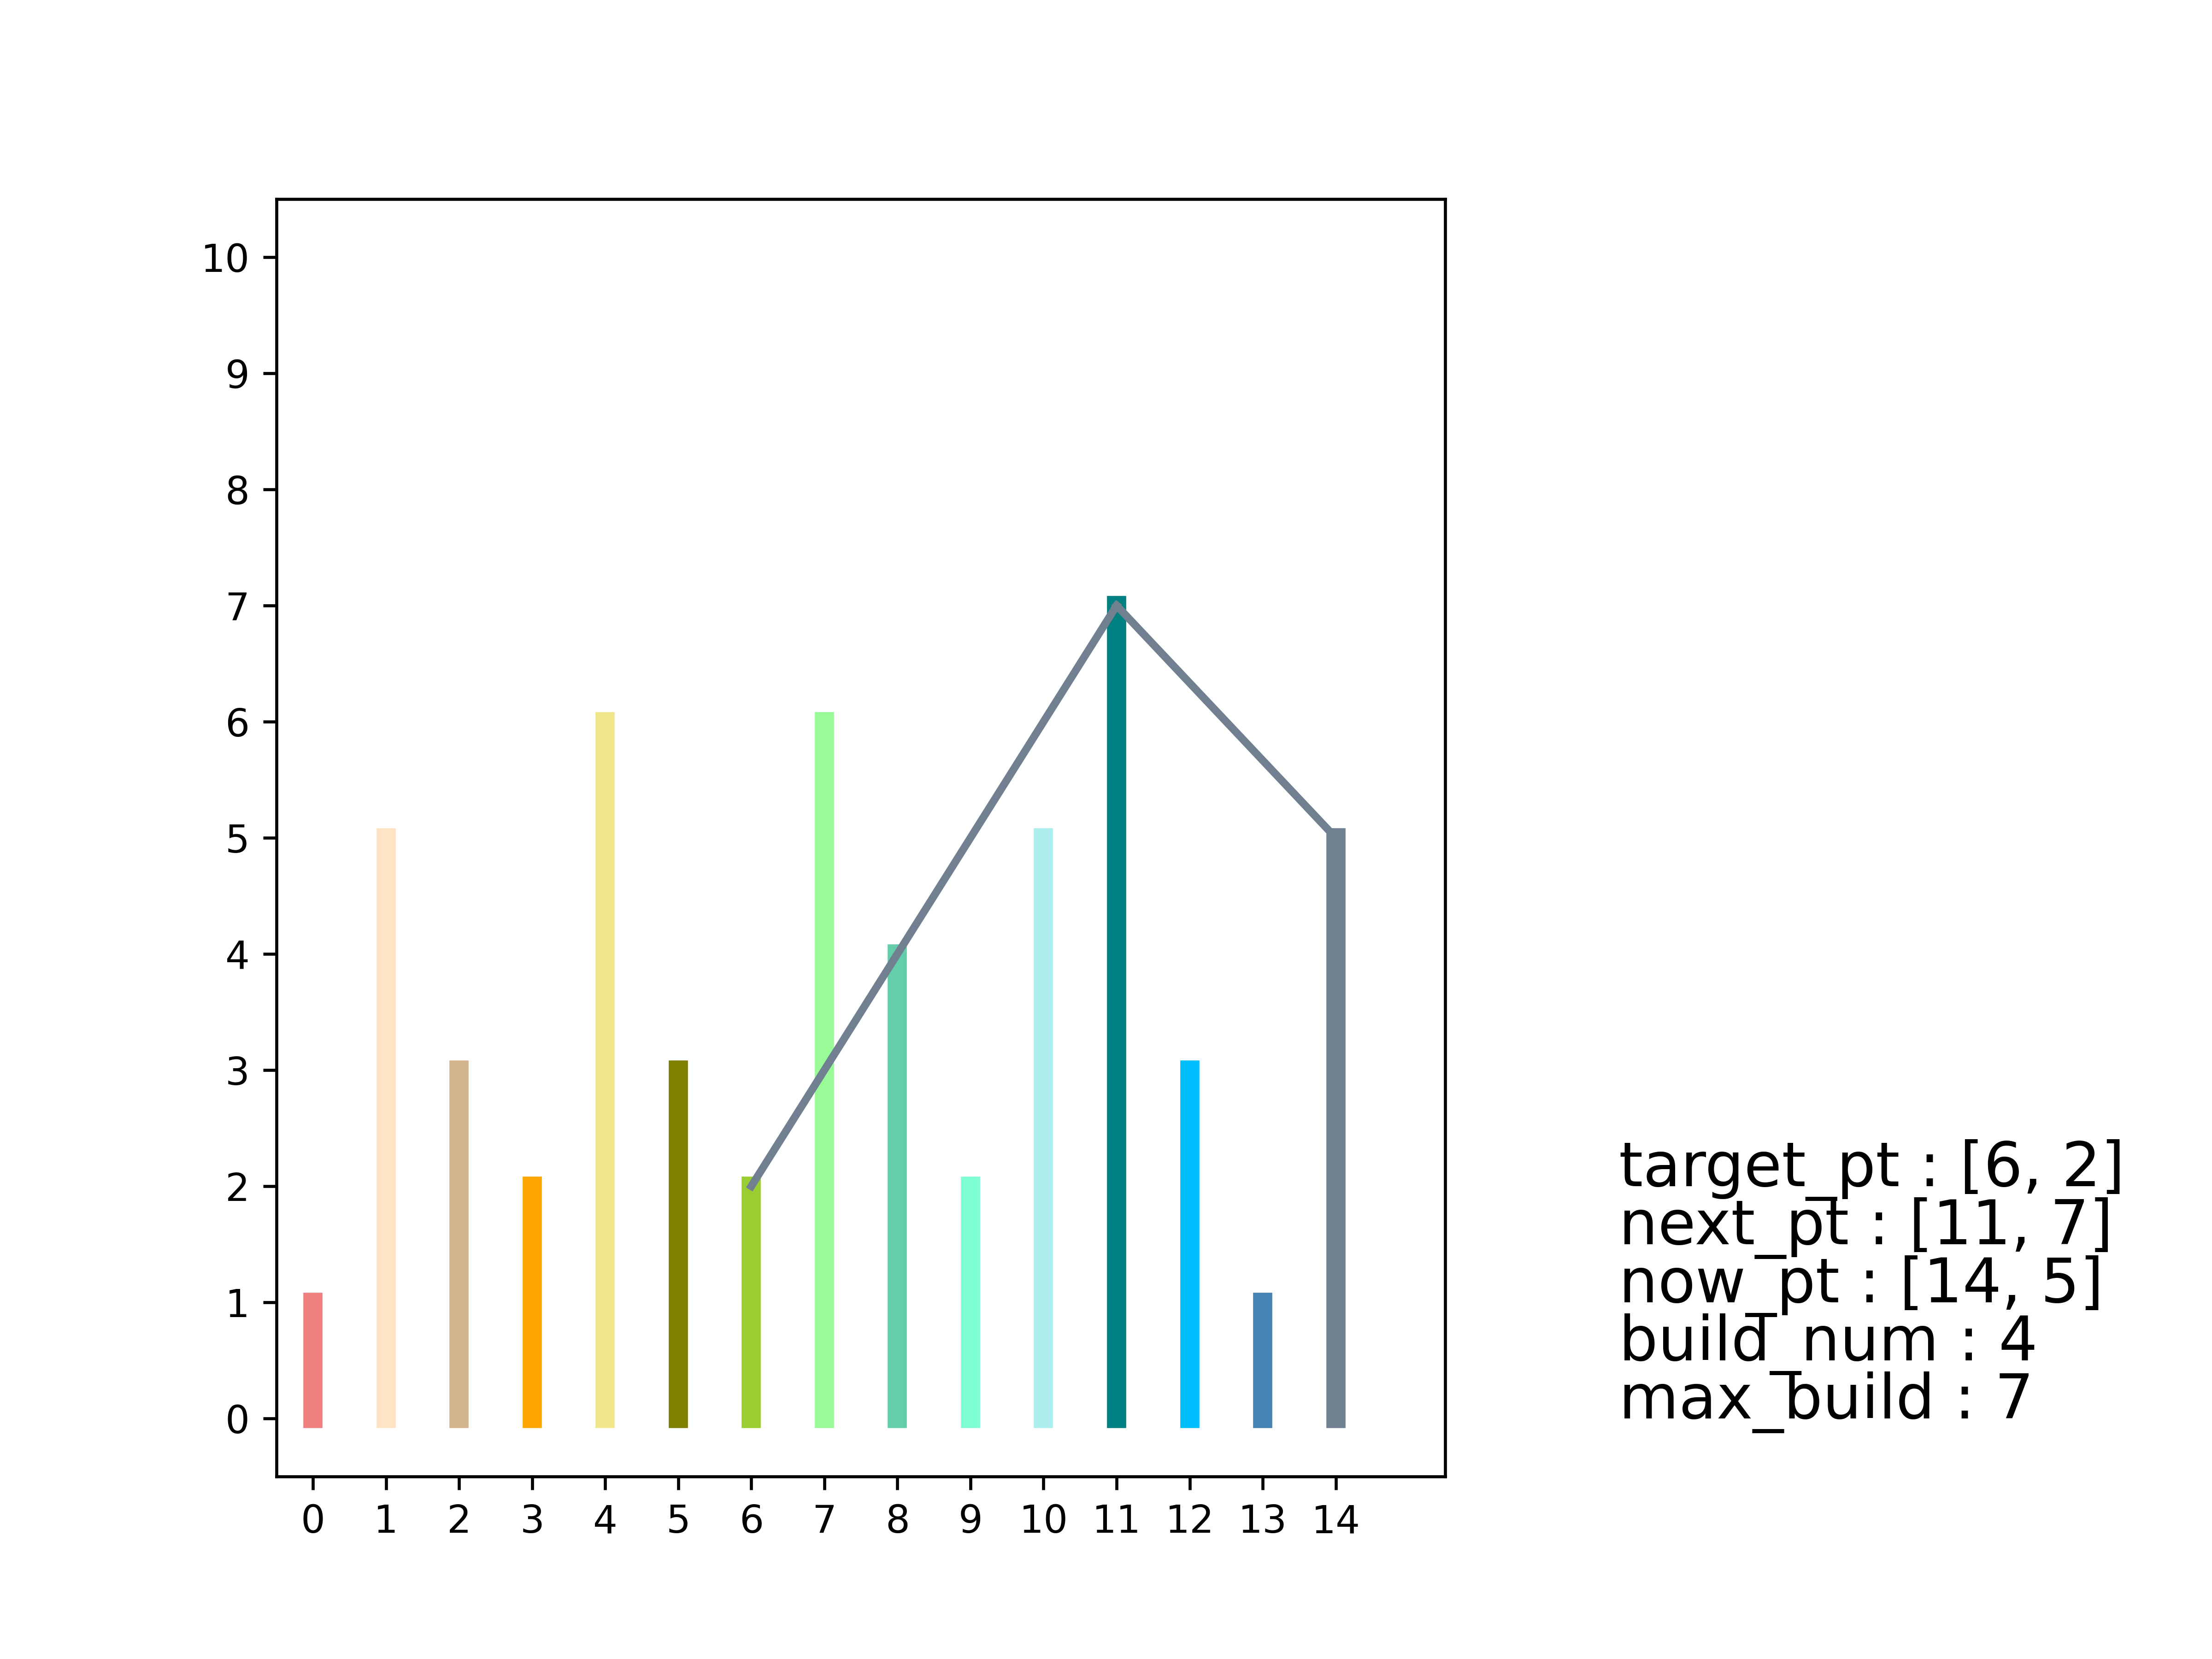 10
9
8
7
6
5
4
3
2
1
0
0 1 2 3 4 5 6 7 8 9 10 11 12 13 14
target_pt : [6, 2]
next_pt : [11, 7]
now_pt : [14, 5]
build_num : 4
max_build : 7